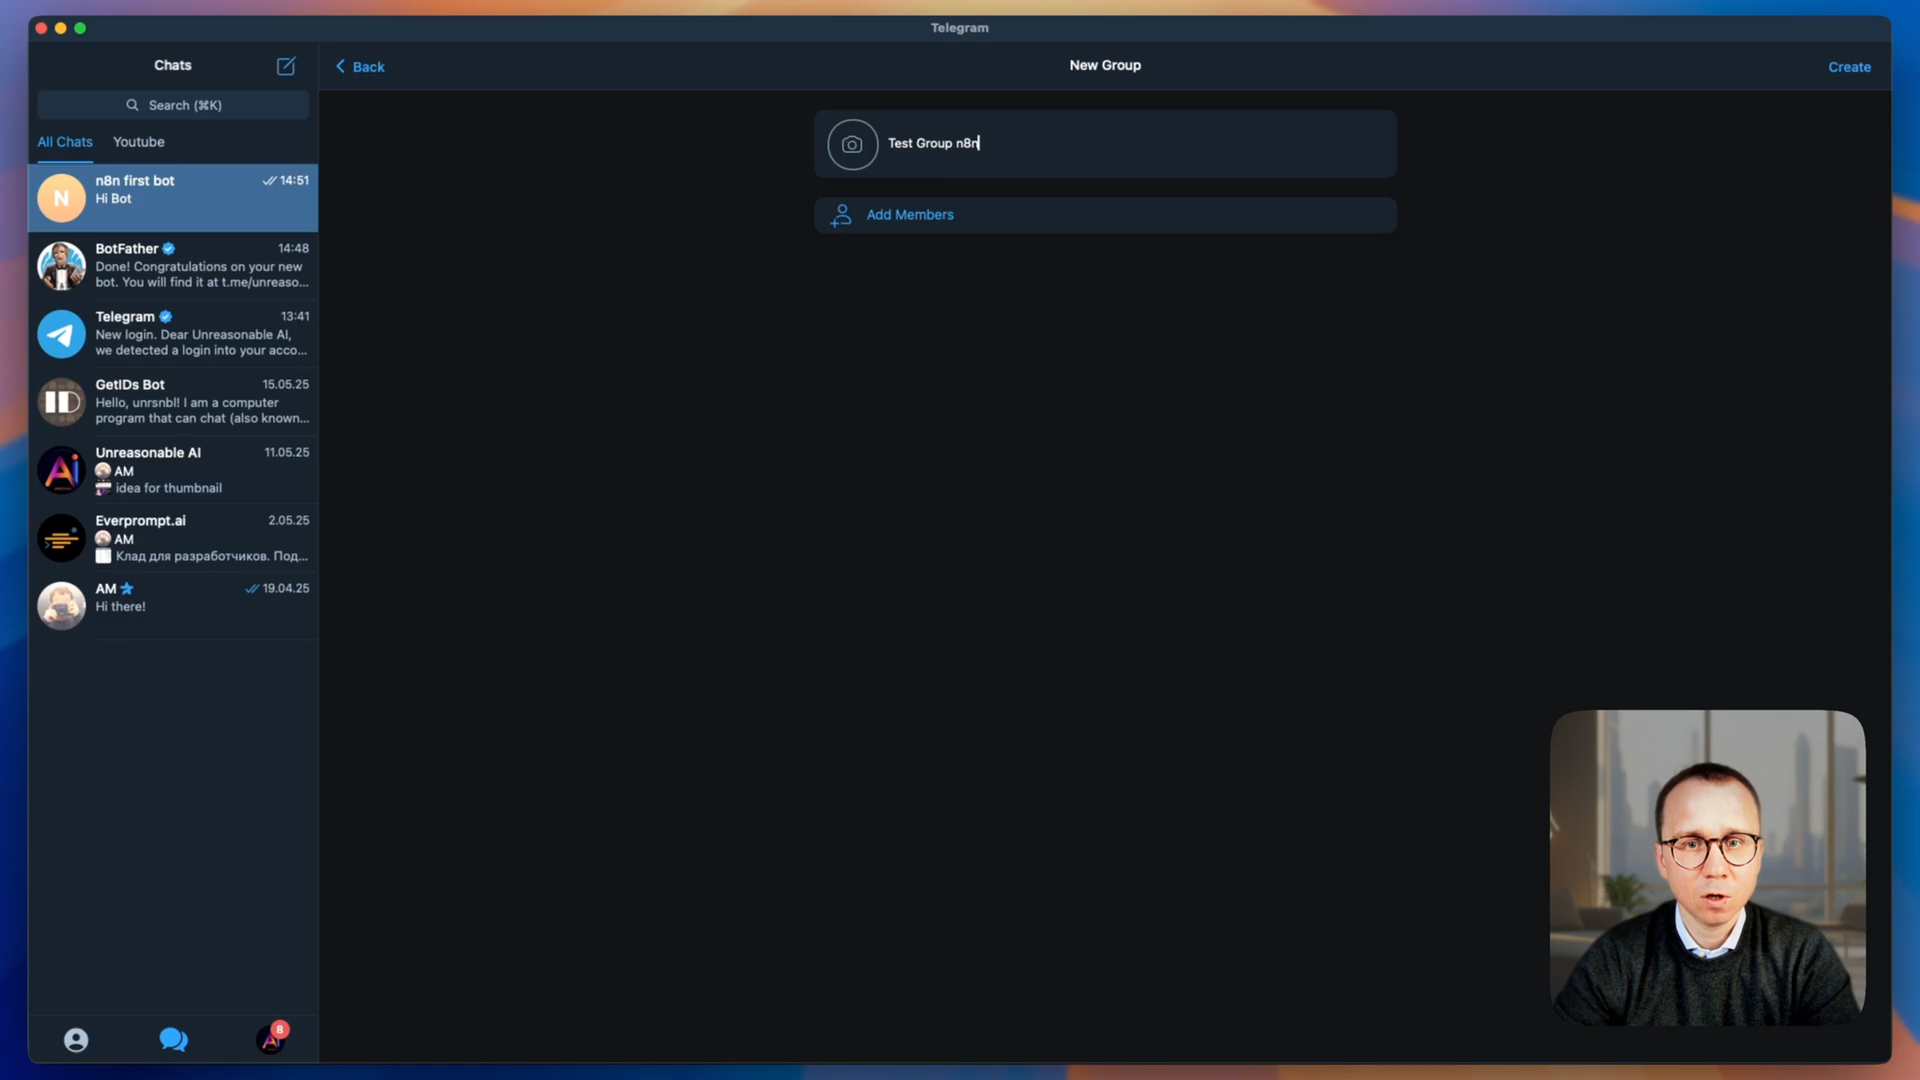 Telegram
Chats
Search (⌘K)
All Chats
Youtube
N
n8n first bot
14:51
Hi Bot
BotFather
14:48
Done! Congratulations on your new
bot. You will find it at t.me/unreaso...
Telegram
13:41
New login. Dear Unreasonable AI,
we detected a login into your acco...
ID
GetIDs Bot
15.05.25
Hello, unrsnbl! I am a computer
program that can chat (also known...
Ai
Unreasonable AI
11.05.25
AM
idea for thumbnail
Everprompt.ai
2.05.25
AM
Клад для разработчиков. Под...
AM
19.04.25
Hi there!
8
Back
New Group
Create
Test Group n8n
Add Members